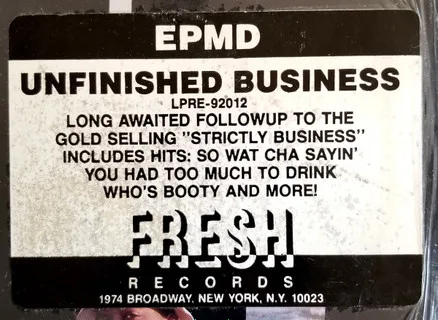 EPMD
UNFINISHED BUSINESS
LPRE-92012
LONG AWAITED FOLLOWUP TO THE
GOLD SELLING "STRICTLY BUSINESS"
INCLUDES HITS: SO WAT CHA SAYIN'
YOU HAD TOO MUCH TO DRINK
WHO'S BOOTY AND MORE!
FRESH
RECORDS
1974 BROADWAY, NEW YORK, N.Y. 10023